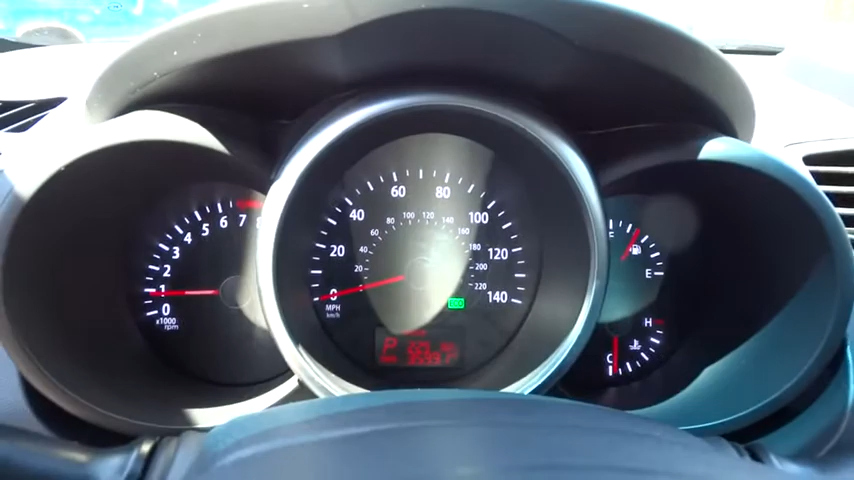 0 1 2 3 4 5 6 7 8
x1000
rpm
0 20 40 60 80 100 120 140
20 40 60 80 100 120 140 160 180 200 220
MPH
km/h
P
F
E
H
C